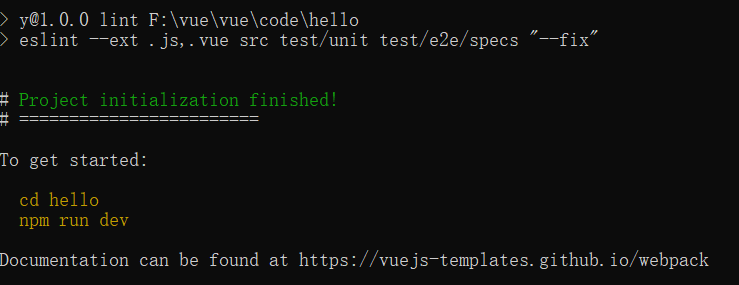 > y@1.0.0 lint F:\vue\vue\code\hello
> eslint --ext .js,.vue src test/unit test/e2e/specs "--fix"
# Project initialization finished!
# ========================
To get started:
cd hello
npm run dev
Documentation can be found at https://vuejs-templates.github.io/webpack